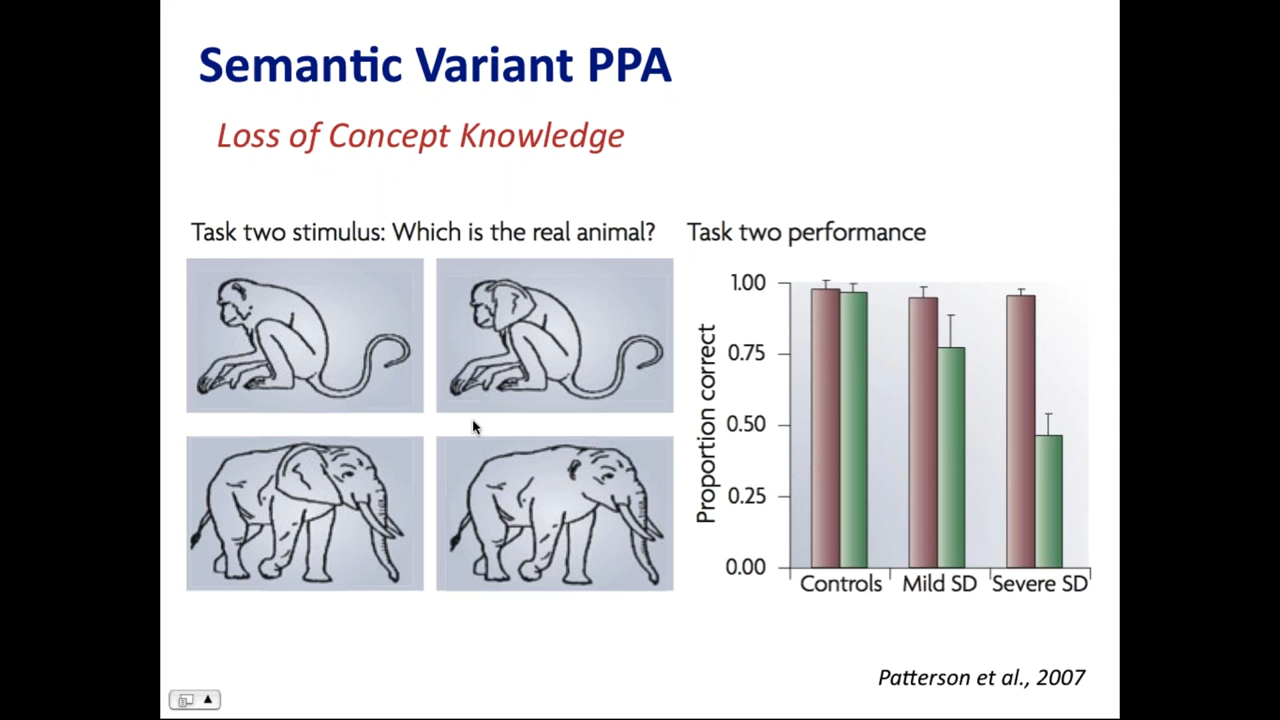 Semantic Variant PPA
Loss of Concept Knowledge
Task two stimulus: Which is the real animal?
Task two performance
Proportion correct
1.00
0.75
0.50
0.25
0.00
Controls
Mild SD
Severe SD
Patterson et al., 2007